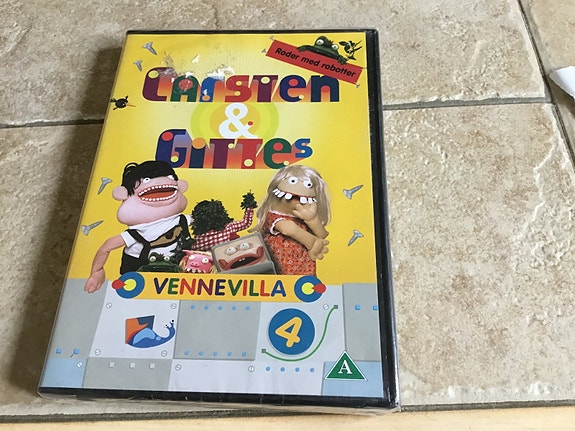 Roder med robotter
Carsten
&
Gittes
VENNEVILLA
4
A